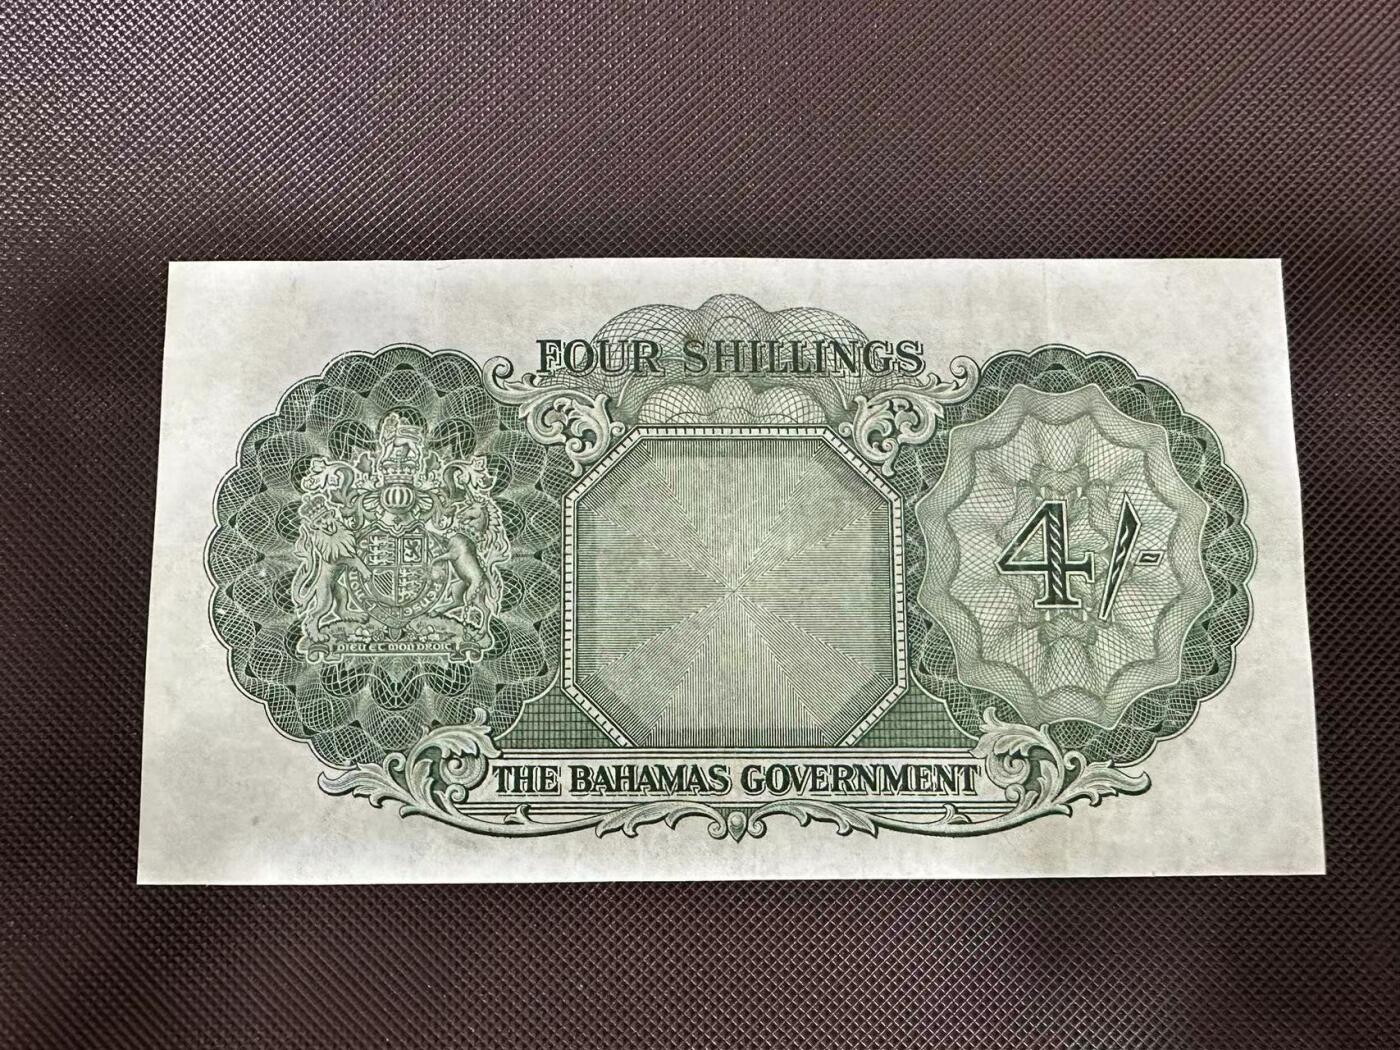 FOUR SHILLINGS
4/-
DIEU ET MON DROIT
THE BAHAMAS GOVERNMENT